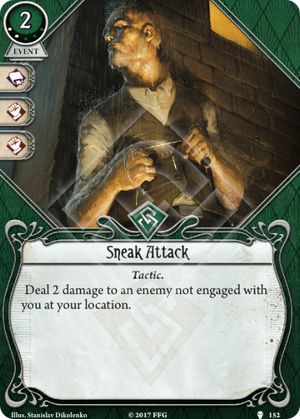 2
EVENT
Sneak Attack
Tactic.
Deal 2 damage to an enemy not engaged with
you at your location.
Illus. Stanislav Dikolenko
© 2017 FFG
152